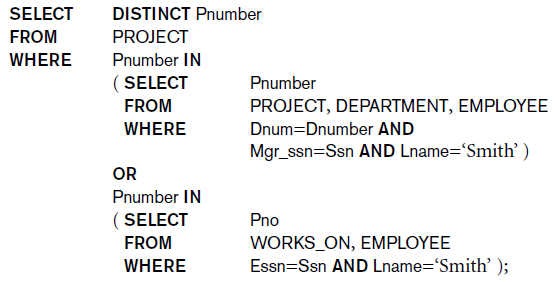 SELECT DISTINCT Pnumber
FROM PROJECT
WHERE Pnumber IN
( SELECT Pnumber
FROM PROJECT, DEPARTMENT, EMPLOYEE
WHERE Dnum=Dnumber AND
Mgr_ssn=Ssn AND Lname=‘Smith’ )
OR
Pnumber IN
( SELECT Pno
FROM WORKS_ON, EMPLOYEE
WHERE Essn=Ssn AND Lname=‘Smith’ );